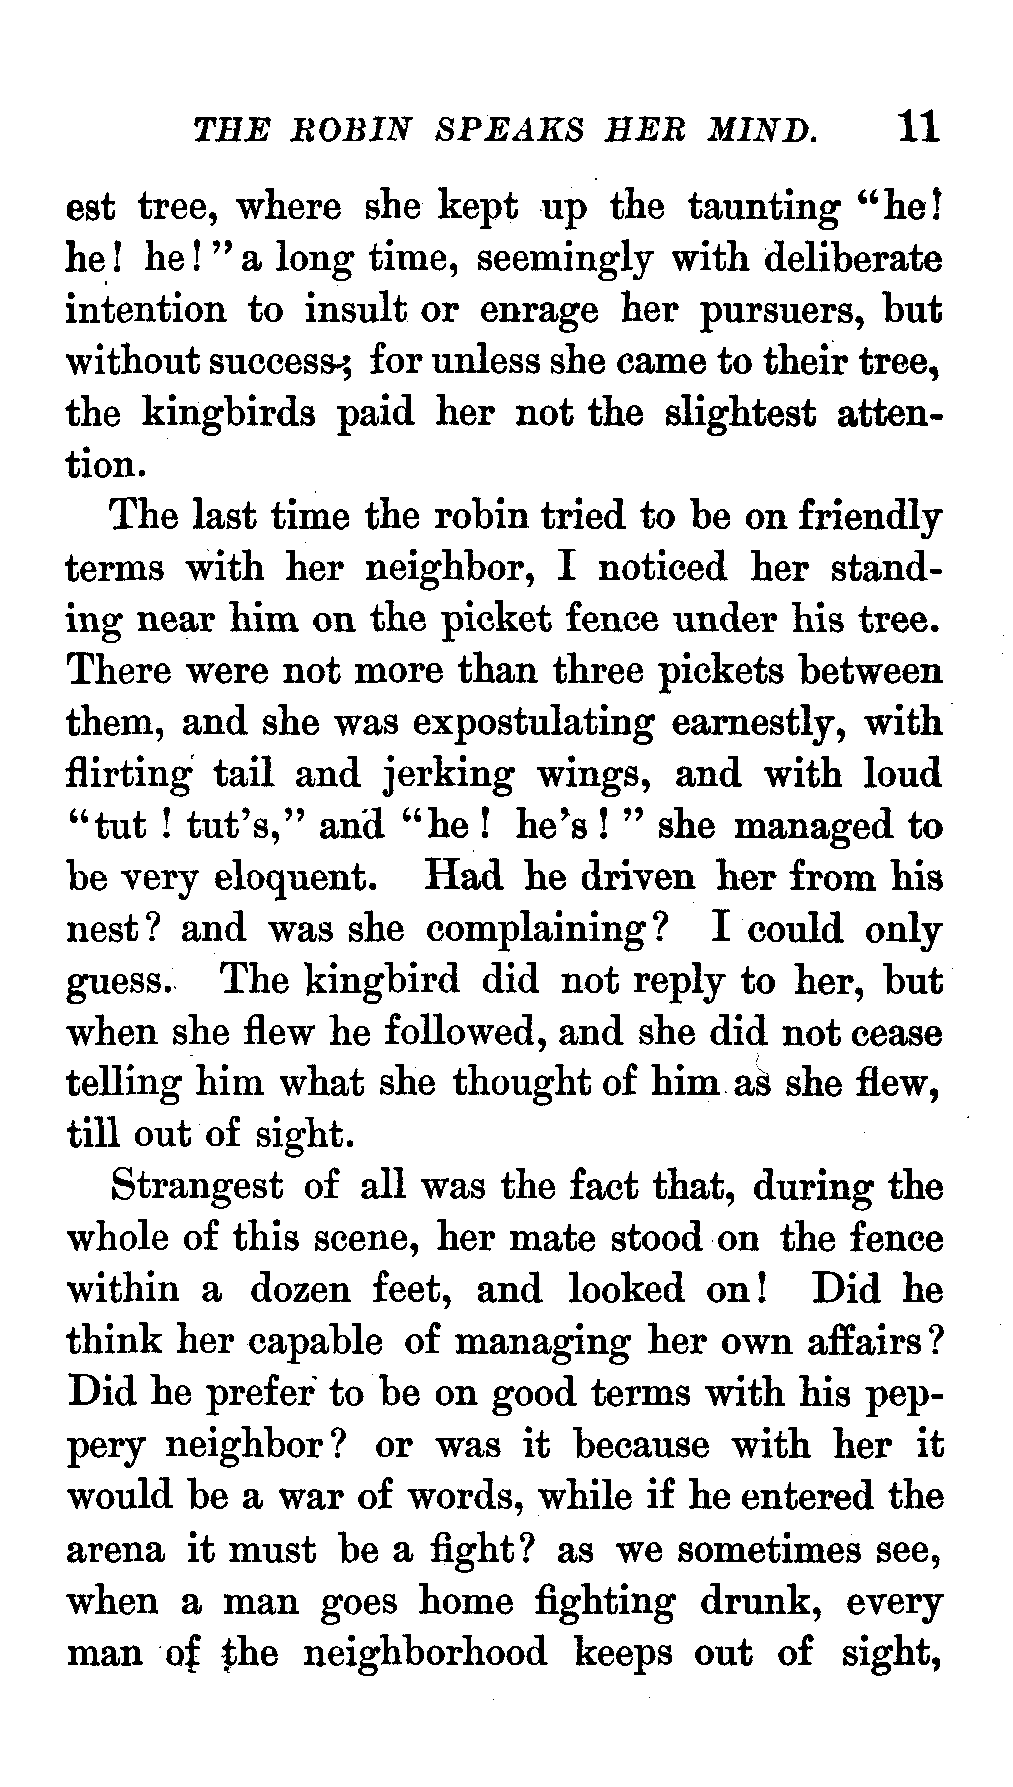 THE ROBIN SPEAKS HER MIND. 11
est tree, where she kept up the taunting “he!
he! he!” a long time, seemingly with deliberate
intention to insult or enrage her pursuers, but
without success; for unless she came to their tree,
the kingbirds paid her not the slightest atten-
tion.
The last time the robin tried to be on friendly
terms with her neighbor, I noticed her stand-
ing near him on the picket fence under his tree.
There were not more than three pickets between
them, and she was expostulating earnestly, with
flirting tail and jerking wings, and with loud
“tut ! tut’s,” and “he ! he’s ! ” she managed to
be very eloquent. Had he driven her from his
nest? and was she complaining? I could only
guess. The kingbird did not reply to her, but
when she flew he followed, and she did not cease
telling him what she thought of him as she flew,
till out of sight.
Strangest of all was the fact that, during the
whole of this scene, her mate stood on the fence
within a dozen feet, and looked on! Did he
think her capable of managing her own affairs?
Did he prefer to be on good terms with his pep-
pery neighbor? or was it because with her it
would be a war of words, while if he entered the
arena it must be a fight? as we sometimes see,
when a man goes home fighting drunk, every
man of the neighborhood keeps out of sight,